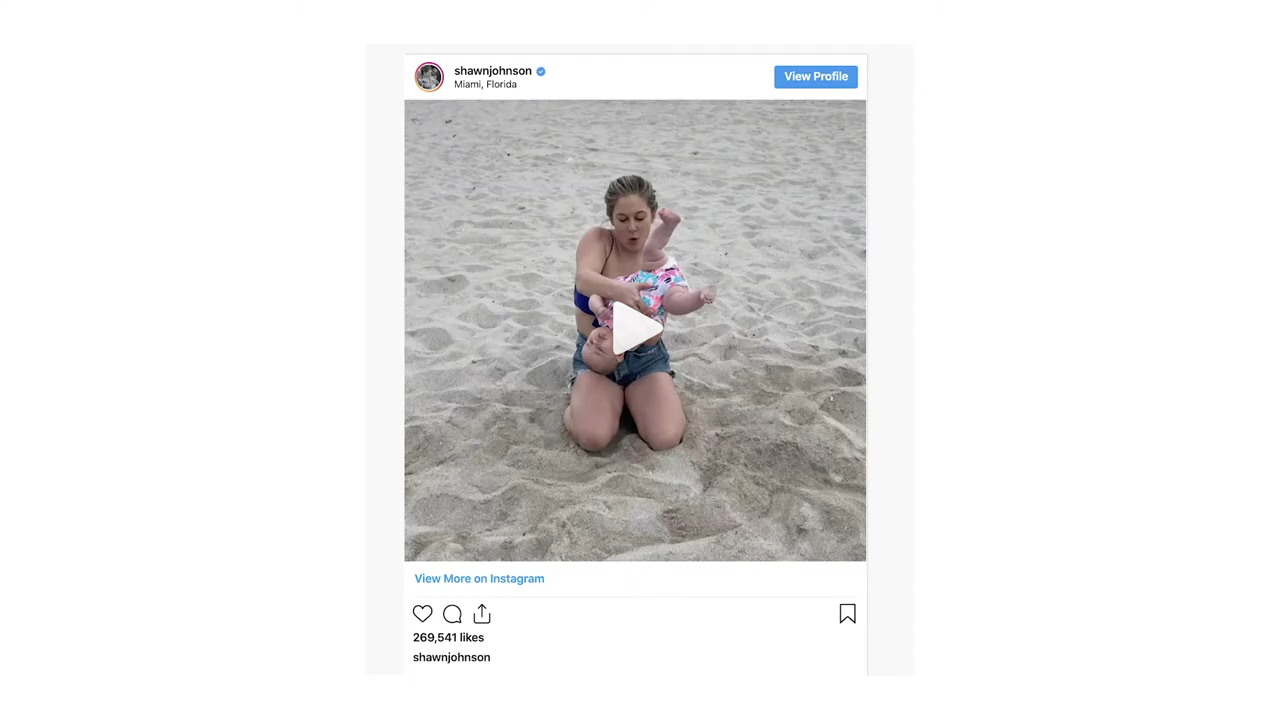 shawnjohnson
Miami, Florida
View Profile
View More on Instagram
269,541 likes
shawnjohnson